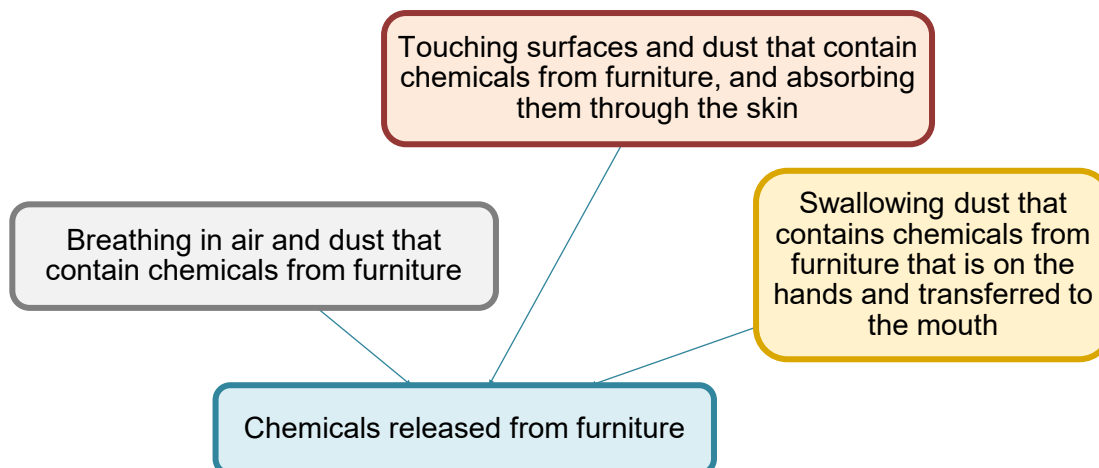 Touching surfaces and dust that contain
chemicals from furniture, and absorbing
them through the skin
Breathing in air and dust that
contain chemicals from furniture
Swallowing dust that
contains chemicals from
furniture that is on the
hands and transferred to
the mouth
Chemicals released from furniture